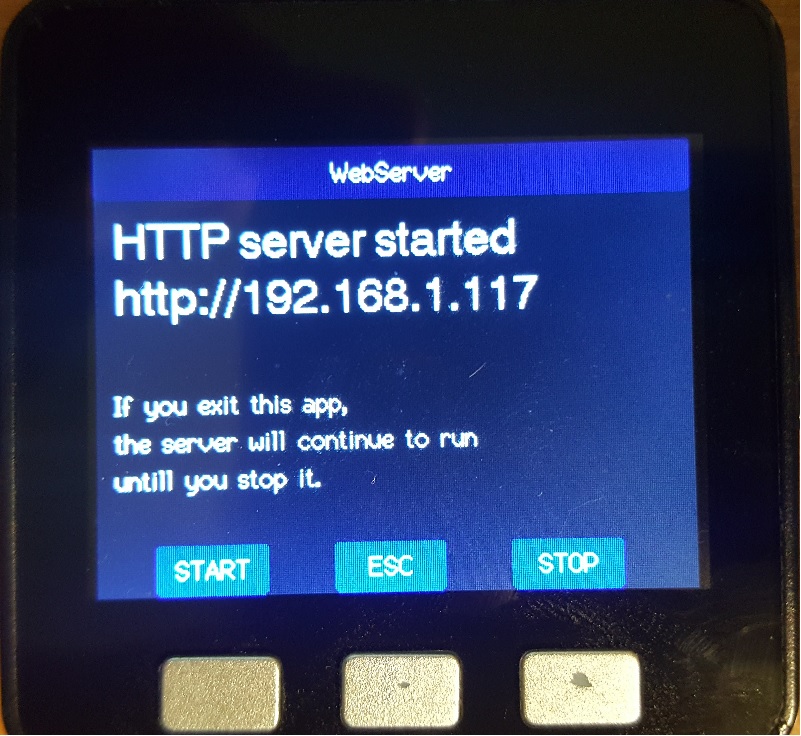 WebServer
HTTP server started
http://192.168.1.117
If you exit this app,
the server will continue to run
untill you stop it.
START ESC STOP